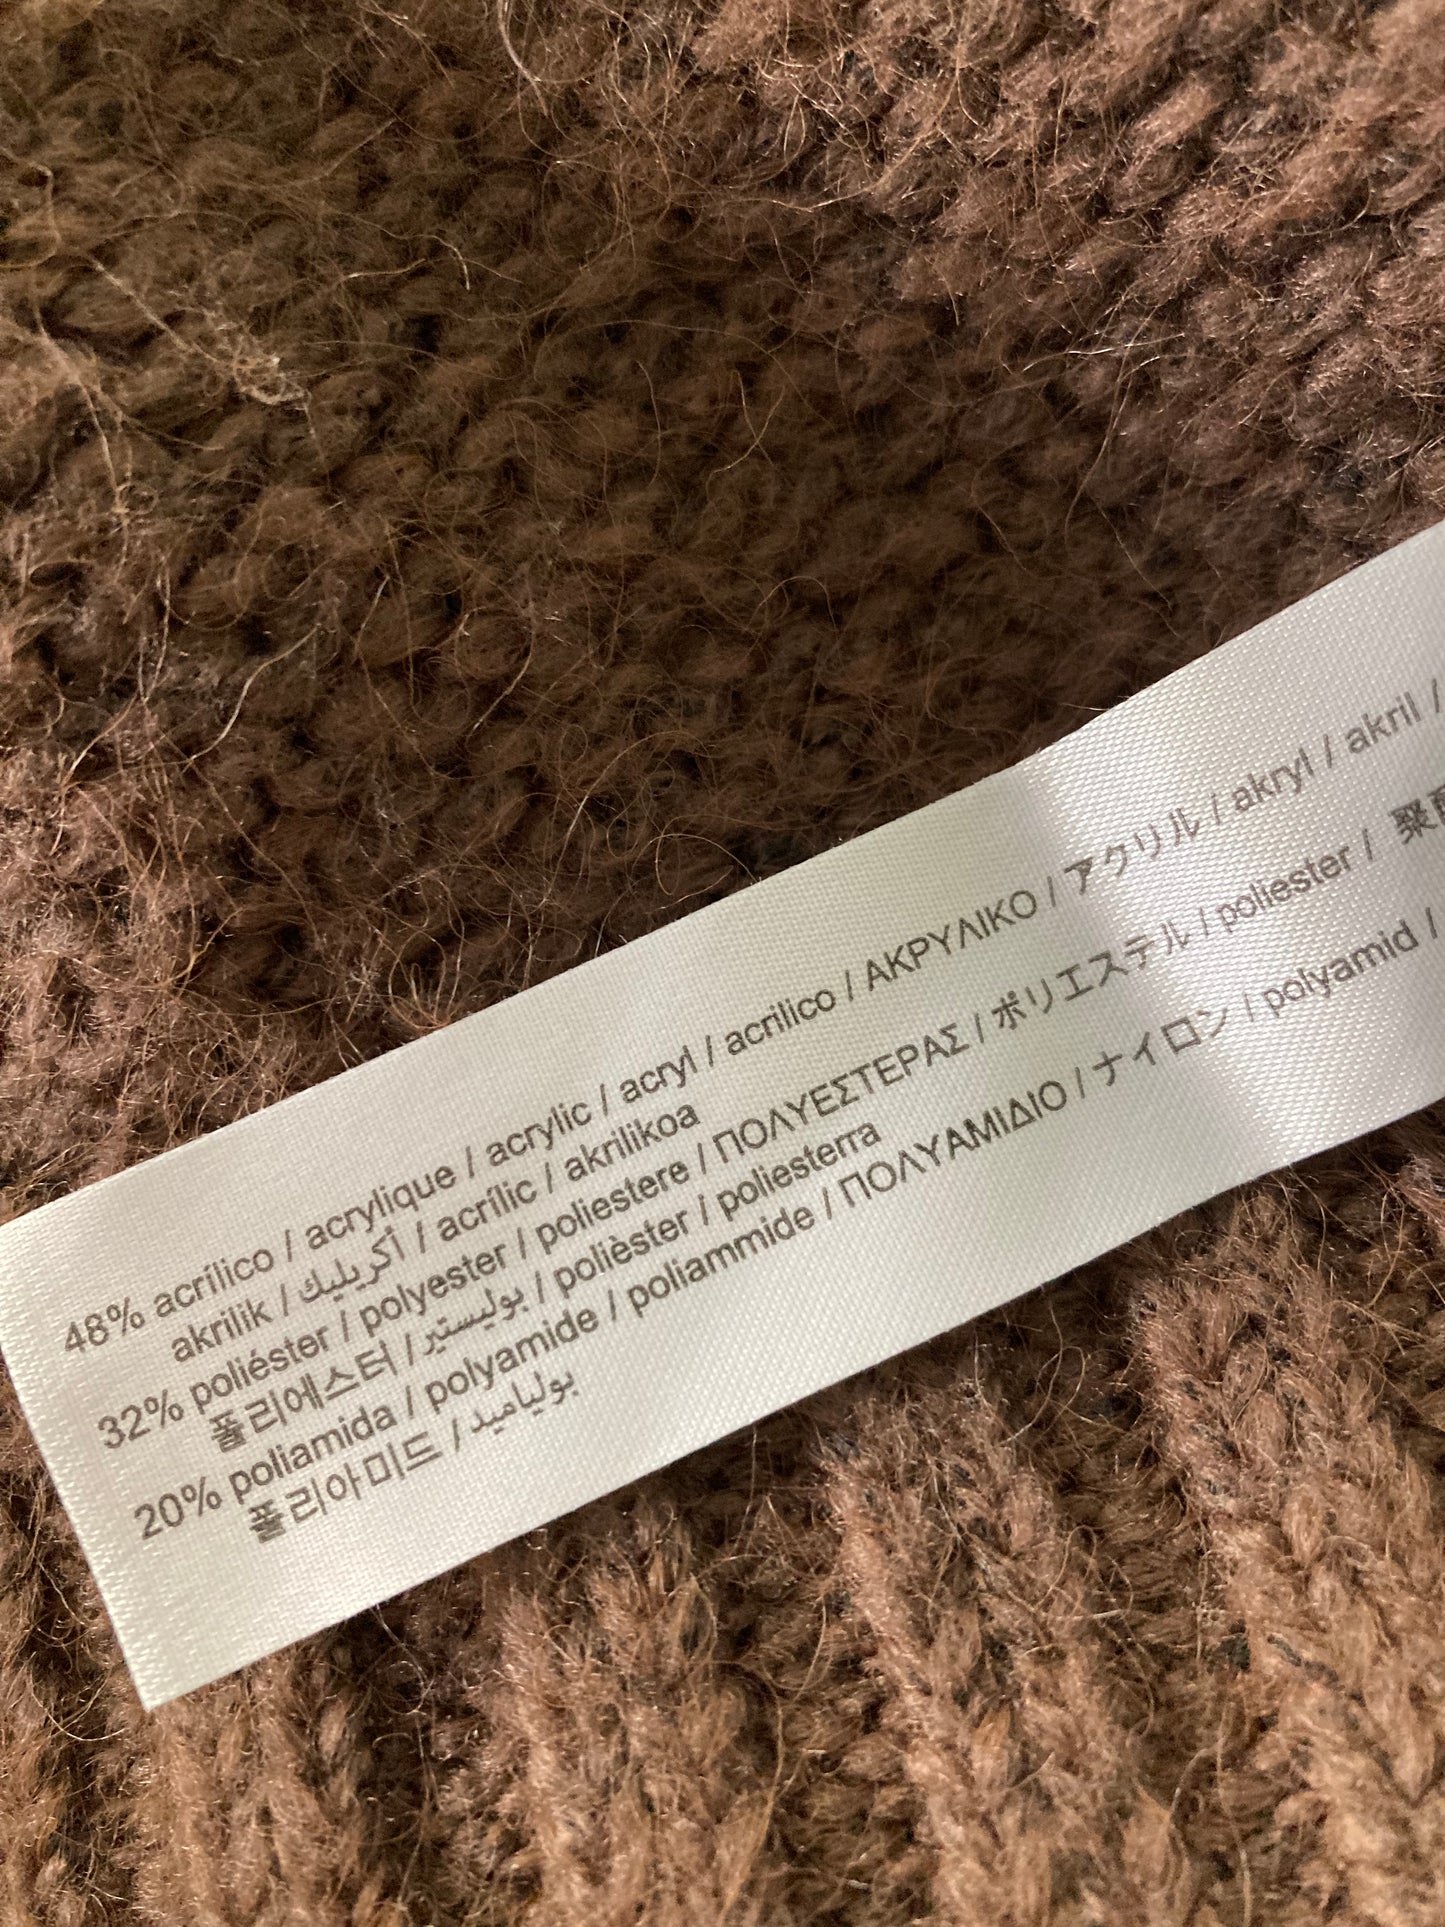 48% acrílico / acrylique / acrylic / acryl / acrilico / ΑΚΡΥΛΙΚΟ / アクリル / akryl / akril /
akrilik / أكريليك / acrílic / akrilikoa
32% poliéster / polyester / poliestere / ΠΟΛΥΕΣΤΕΡΑΣ / ポリエステル / poliester / 聚
폴리에스터 / بوليستير / polièster / poliesterra
20% poliamida / polyamide / poliammide / ΠΟΛΥΑΜΙΔΙΟ / ナイロン / polyamid /
폴리아미드 / بولياميد